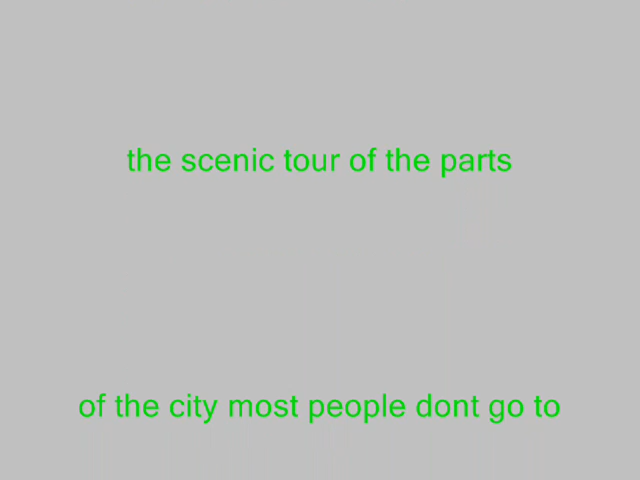 the scenic tour of the parts
of the city most people dont go to